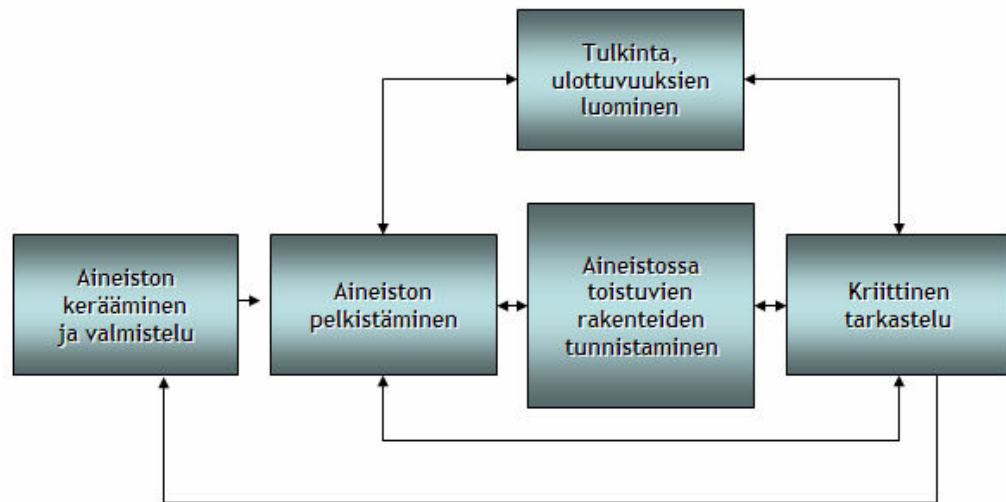 Tulkinta,
ulottuvuuksien
luominen
Aineiston
kerääminen
ja valmistelu
Aineiston
pelkistäminen
Aineistossa
toistuvien
rakenteiden
tunnistaminen
Kriittinen
tarkastelu